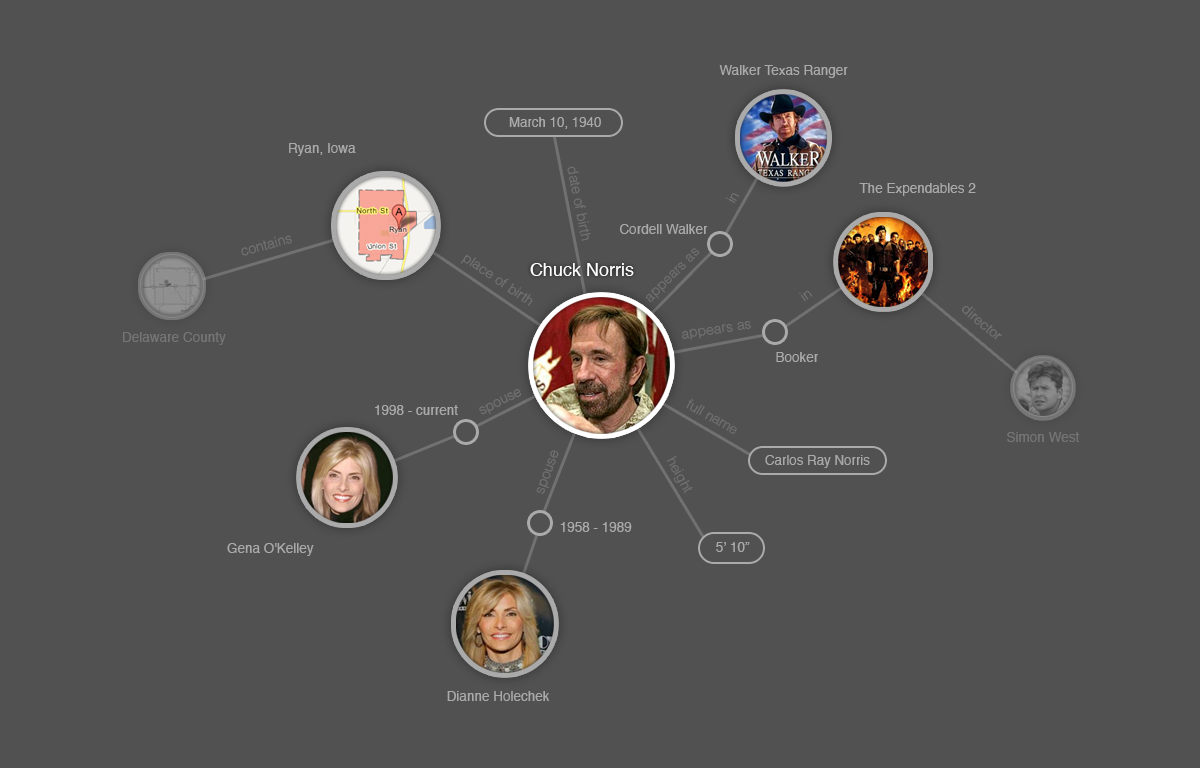 Walker Texas Ranger
March 10, 1940
WALKER
TEXAS RANG
Ryan, Iowa
date of birth
The Expendables 2
in
North St
A
Ryan
Union St
Cordell Walker
contains
place of birth
Chuck Norris
appears as
in
appears as
director
Delaware County
Booker
1998 - current
spouse
full name
Simon West
Carlos Ray Norris
spouse
height
1958 - 1989
5’ 10”
Gena O'Kelley
Dianne Holechek